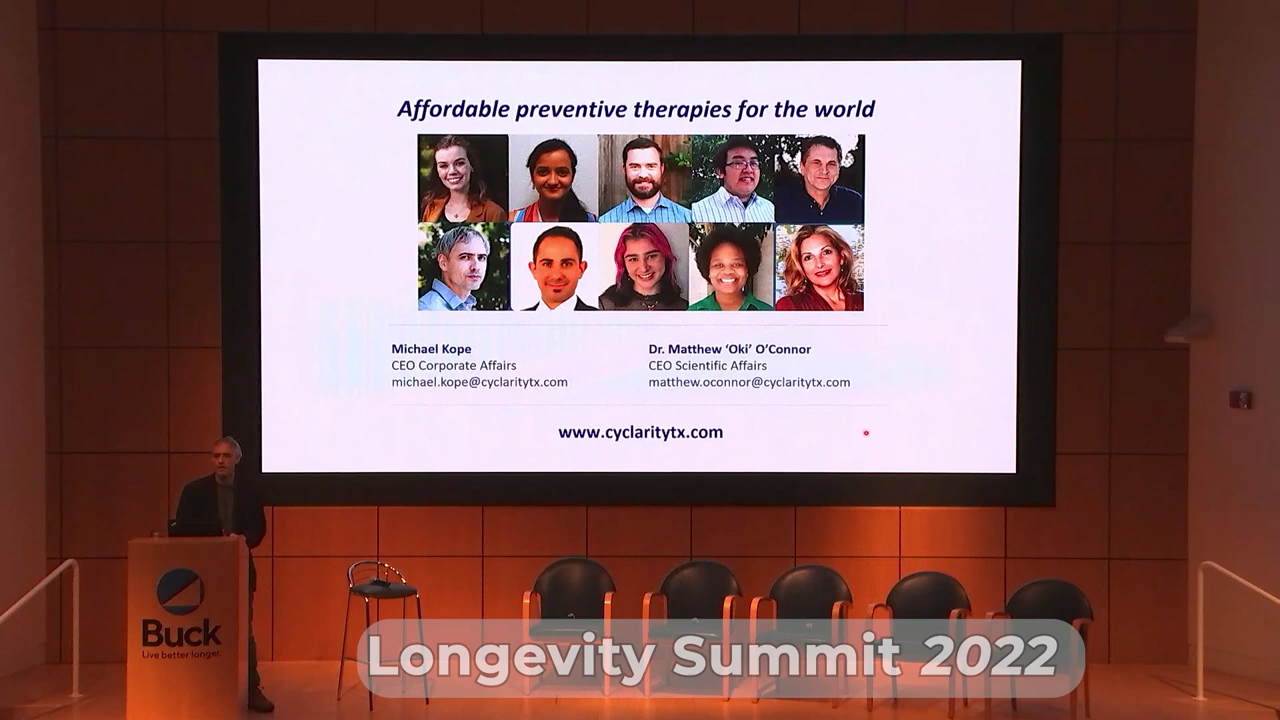 Affordable preventive therapies for the world
Michael Kope
CEO Corporate Affairs
michael.kope@cyclaritytx.com
Dr. Matthew ‘Oki’ O’Connor
CEO Scientific Affairs
matthew.oconnor@cyclaritytx.com
www.cyclaritytx.com
Buck
Live better longer.
Longevity Summit 2022